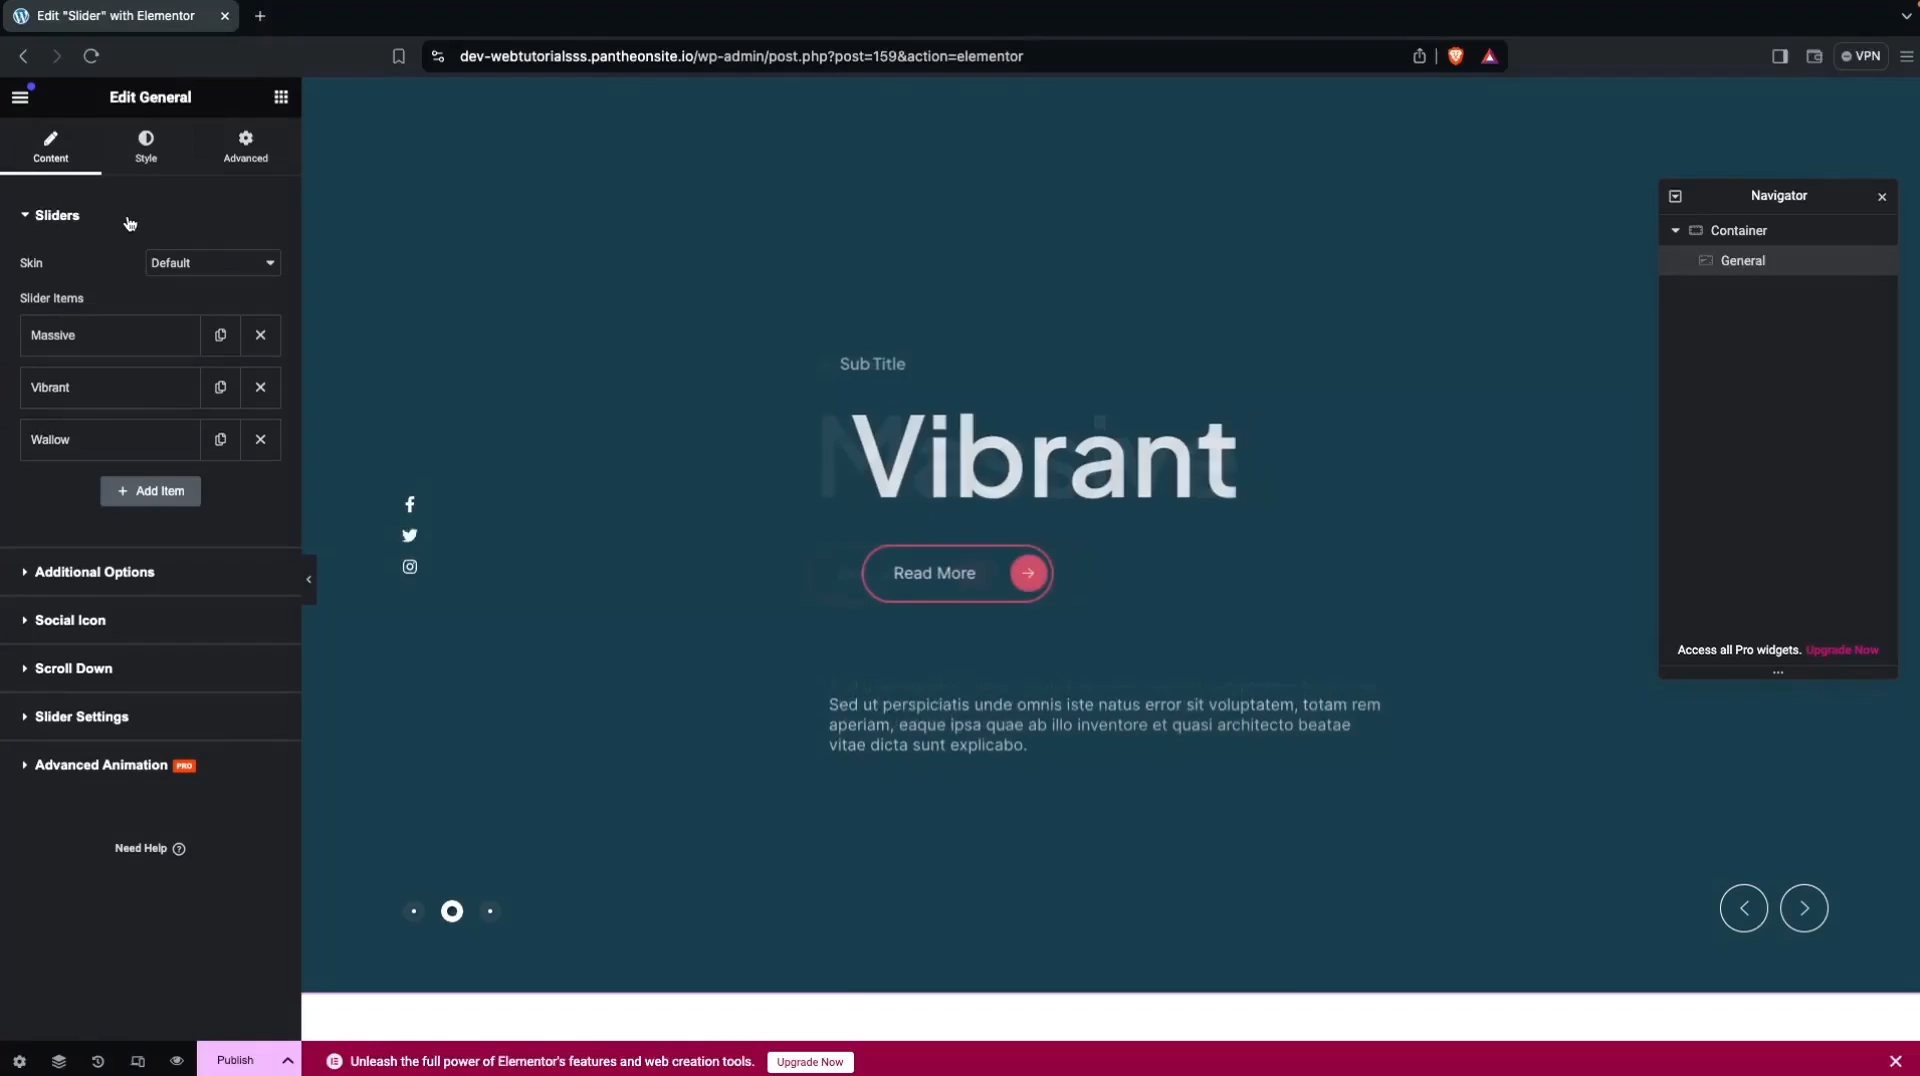 Edit "Slider" with Elementor
dev-webtutorialsss.pantheonsite.io/wp-admin/post.php?post=159&action=elementor
VPN
Edit General
Content
Style
Advanced
Sliders
Skin
Default
Slider Items
Massive
Vibrant
Wallow
+ Add Item
Additional Options
Social Icon
Scroll Down
Slider Settings
Advanced Animation PRO
Need Help
Publish
Sub Title
Vibrant
Read More
Sed ut perspiciatis unde omnis iste natus error sit voluptatem, totam rem
aperiam, eaque ipsa quae ab illo inventore et quasi architecto beatae
vitae dicta sunt explicabo.
Navigator
Container
General
Access all Pro widgets. Upgrade Now
Unleash the full power of Elementor's features and web creation tools.
Upgrade Now